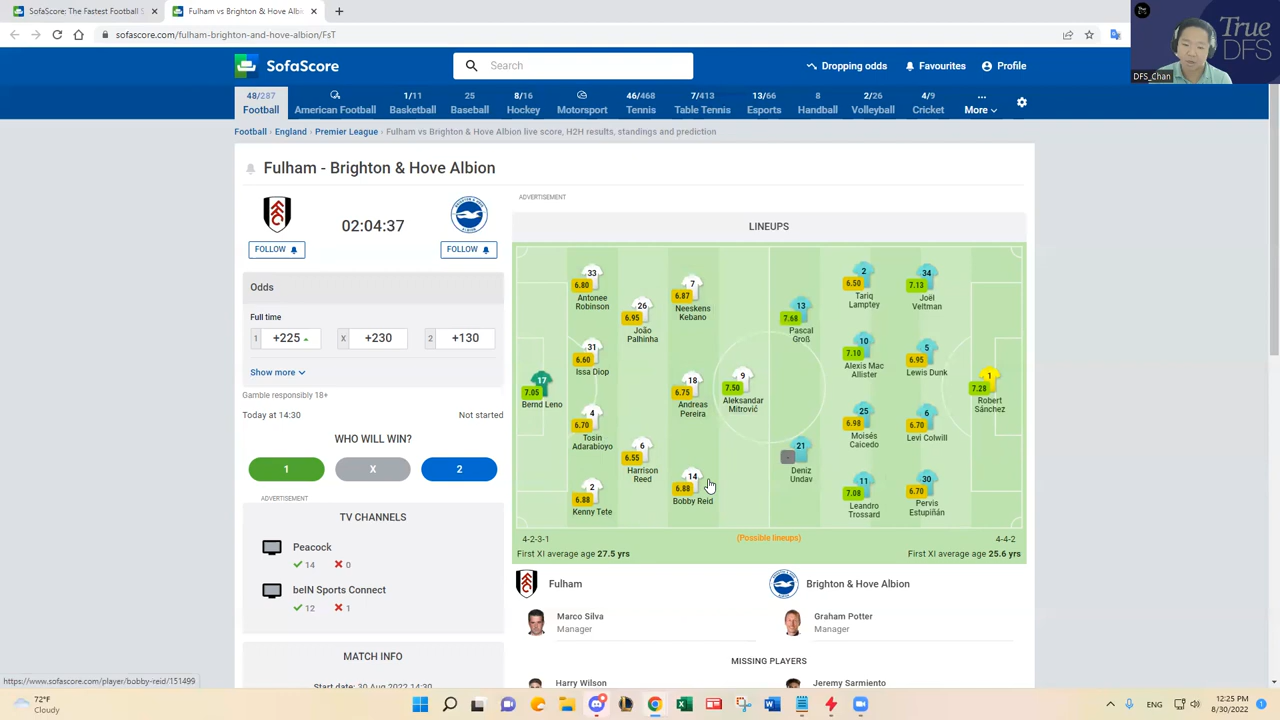 SofaScore: The Fastest Football S
Fulham vs Brighton & Hove Albi
sofascore.com/fulham-brighton-and-hove-albion/FsT
True
DFS
DFS_Chan
SofaScore
Search
Dropping odds
Favourites
Profile
48/287
Football
American Football
1/11
Basketball
25
Baseball
8/16
Hockey
Motorsport
46/468
Tennis
7/413
Table Tennis
13/66
Esports
8
Handball
2/26
Volleyball
4/9
Cricket
...
More
Football › England › Premier League › Fulham vs Brighton & Hove Albion live score, H2H results, standings and prediction
Fulham - Brighton & Hove Albion
02:04:37
FOLLOW
FOLLOW
Odds
Full time
1 +225
X +230
2 +130
Show more
Gamble responsibly 18+
Today at 14:30
Not started
WHO WILL WIN?
1
X
2
ADVERTISEMENT
TV CHANNELS
Peacock
14 0
beIN Sports Connect
12 1
MATCH INFO
Start date: 30 Aug 2022 14:30
ADVERTISEMENT
LINEUPS
17
7.05
Bernd Leno
33
6.80
Antonee
Robinson
31
6.60
Issa Diop
4
6.70
Tosin
Adarabioyo
2
6.88
Kenny Tete
26
6.95
João
Palhinha
6
6.55
Harrison
Reed
7
6.87
Neeskens
Kebano
18
6.75
Andreas
Pereira
14
6.88
Bobby Reid
9
7.50
Aleksandar
Mitrović
13
7.68
Pascal
Groß
21
-
Deniz
Undav
2
6.50
Tariq
Lamptey
10
7.10
Alexis Mac
Allister
25
6.98
Moisés
Caicedo
11
7.08
Leandro
Trossard
34
7.13
Joël
Veltman
5
6.95
Lewis Dunk
6
6.70
Levi Colwill
30
6.70
Pervis
Estupiñán
1
7.28
Robert
Sánchez
4-2-3-1
(Possible lineups)
4-4-2
First XI average age 27.5 yrs
First XI average age 25.6 yrs
Fulham
Brighton & Hove Albion
Marco Silva
Manager
Graham Potter
Manager
MISSING PLAYERS
Harry Wilson
Jeremy Sarmiento
https://www.sofascore.com/player/bobby-reid/151499
72°F
Cloudy
ENG
12:25 PM
8/30/2022